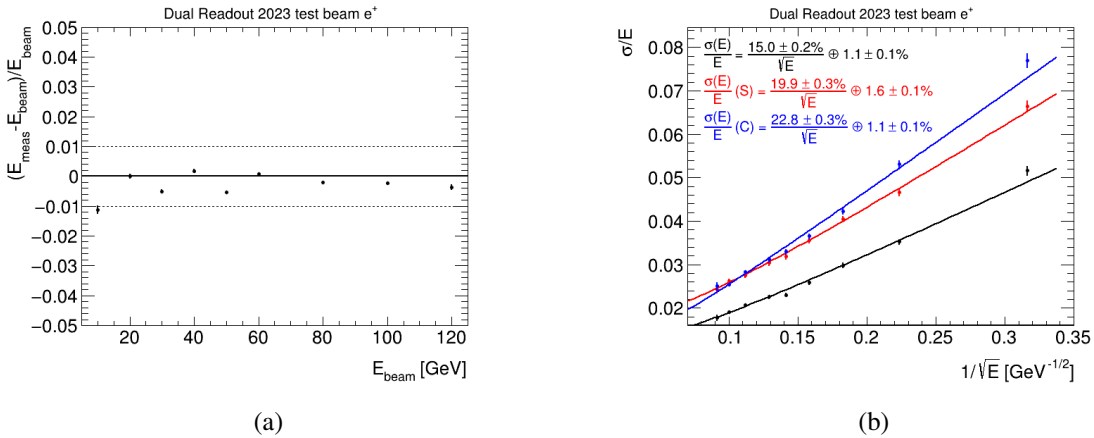 Dual Readout 2023 test beam e⁺
(E_meas - E_beam)/E_beam
0.05
0.04
0.03
0.02
0.01
0
−0.01
−0.02
−0.03
−0.04
−0.05
20 40 60 80 100 120
E_beam [GeV]
(a)
Dual Readout 2023 test beam e⁺
σ/E
σ(E)/E = 15.0 ± 0.2%/√E ⊕ 1.1 ± 0.1%
σ(E)/E (S) = 19.9 ± 0.3%/√E ⊕ 1.6 ± 0.1%
σ(E)/E (C) = 22.8 ± 0.3%/√E ⊕ 1.1 ± 0.1%
0.08
0.07
0.06
0.05
0.04
0.03
0.02
0.1 0.15 0.2 0.25 0.3 0.35
1/√E [GeV^-1/2]
(b)